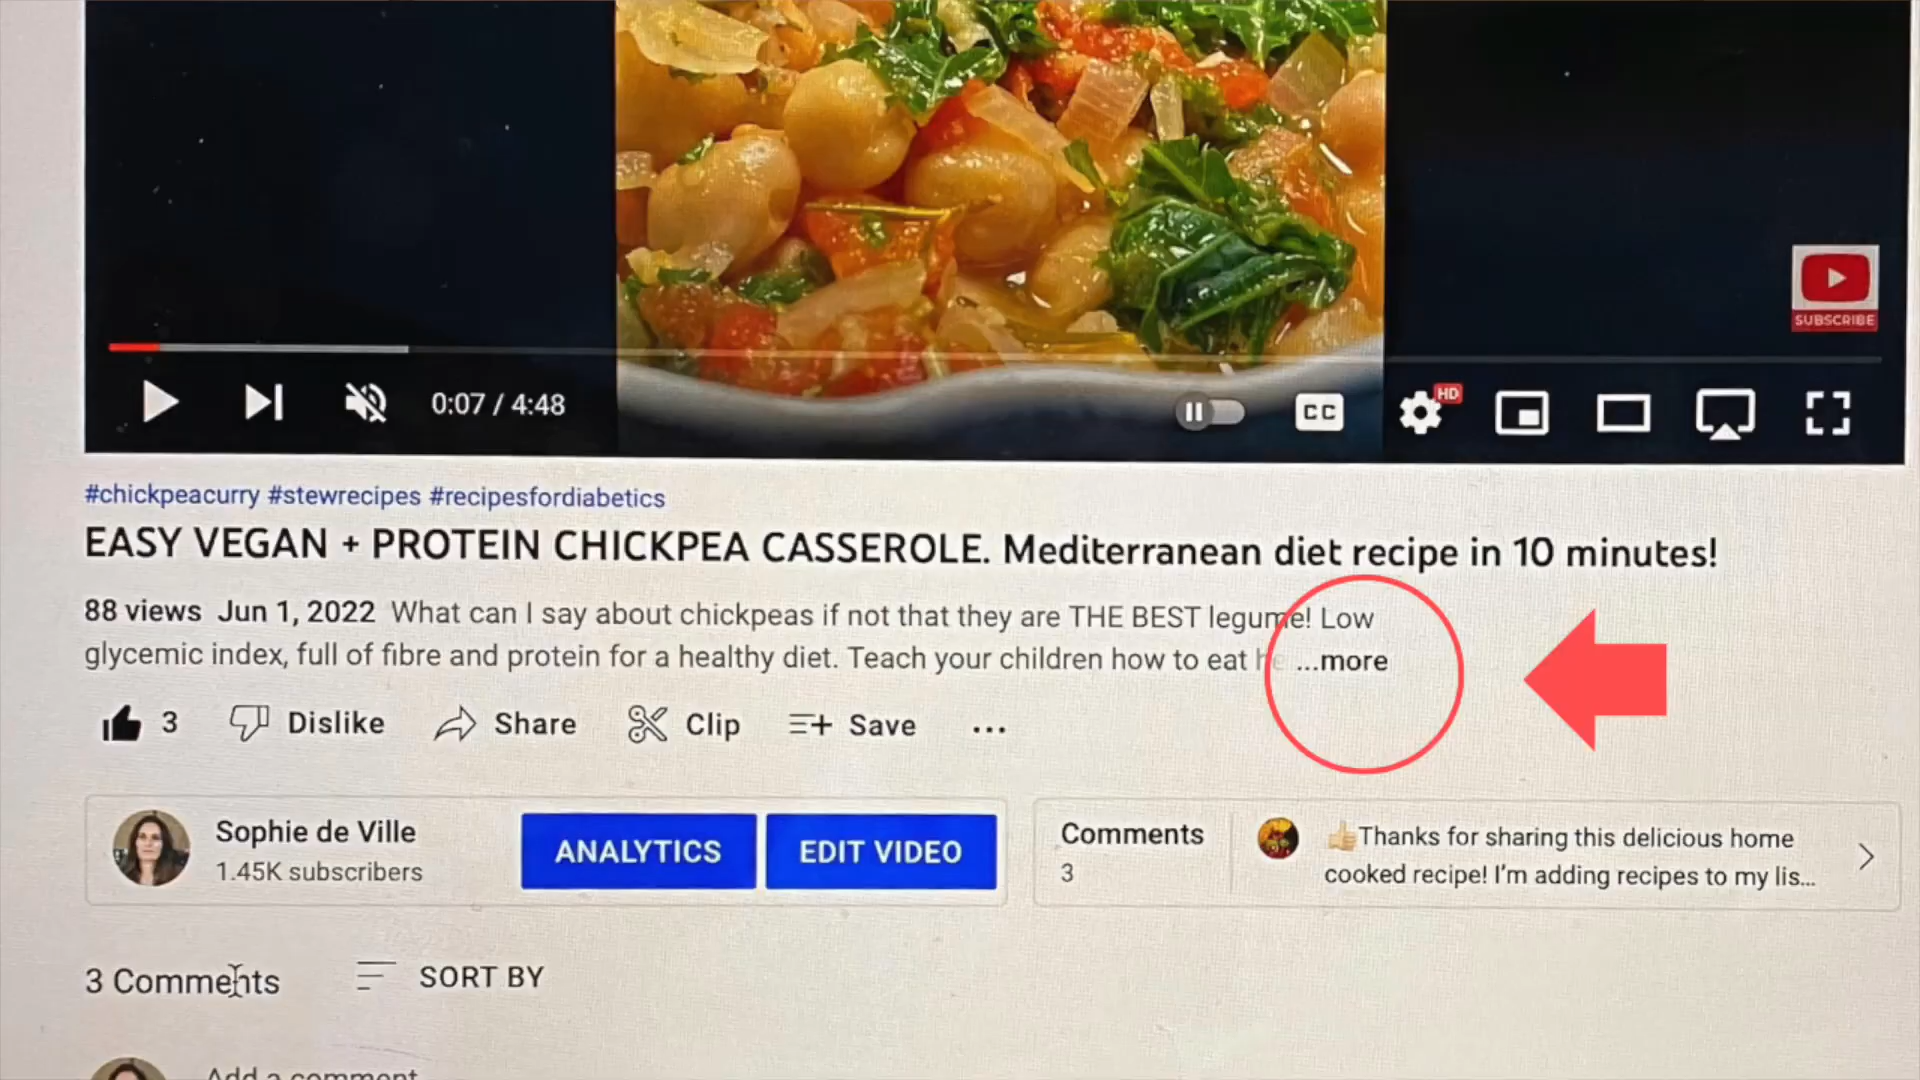 SUBSCRIBE
0:07 / 4:48
CC
HD
#chickpeacurry #stewrecipes #recipesfordiabetics
EASY VEGAN + PROTEIN CHICKPEA CASSEROLE. Mediterranean diet recipe in 10 minutes!
88 views Jun 1, 2022 What can I say about chickpeas if not that they are THE BEST legume! Low
glycemic index, full of fibre and protein for a healthy diet. Teach your children how to eat he ...more
3 Dislike Share Clip Save ...
Sophie de Ville
1.45K subscribers
ANALYTICS
EDIT VIDEO
Comments
3
👍Thanks for sharing this delicious home
cooked recipe! I'm adding recipes to my lis...
3 Comments
SORT BY
Add a comment